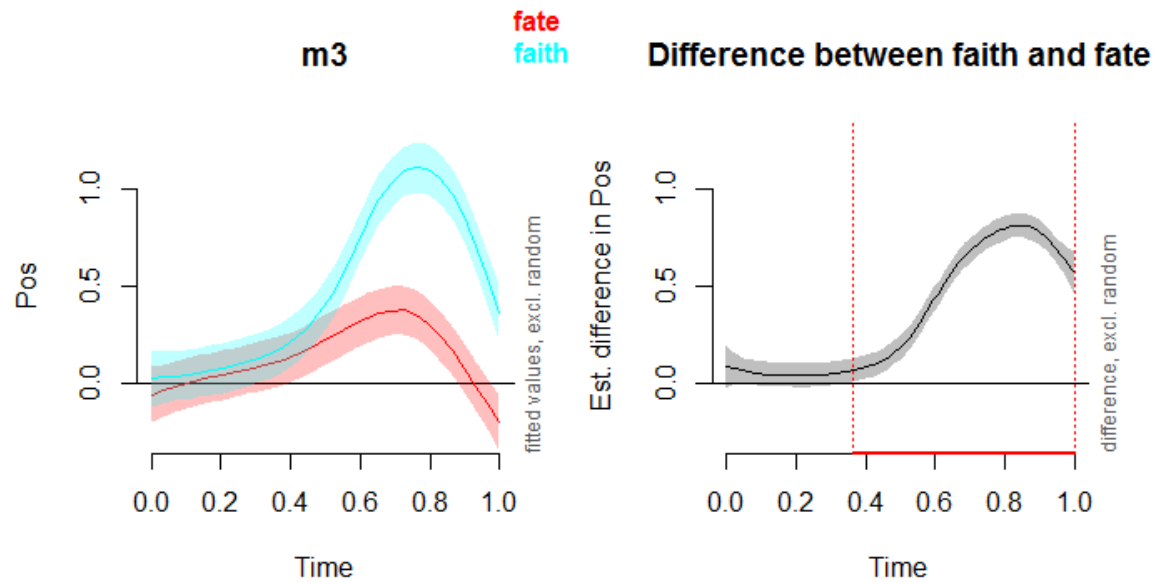 fate
faith
m3
Pos
1.0
0.5
0.0
fitted values, excl. random
0.0 0.2 0.4 0.6 0.8 1.0
Time
Difference between faith and fate
Est. difference in Pos
1.0
0.5
0.0
difference, excl. random
0.0 0.2 0.4 0.6 0.8 1.0
Time